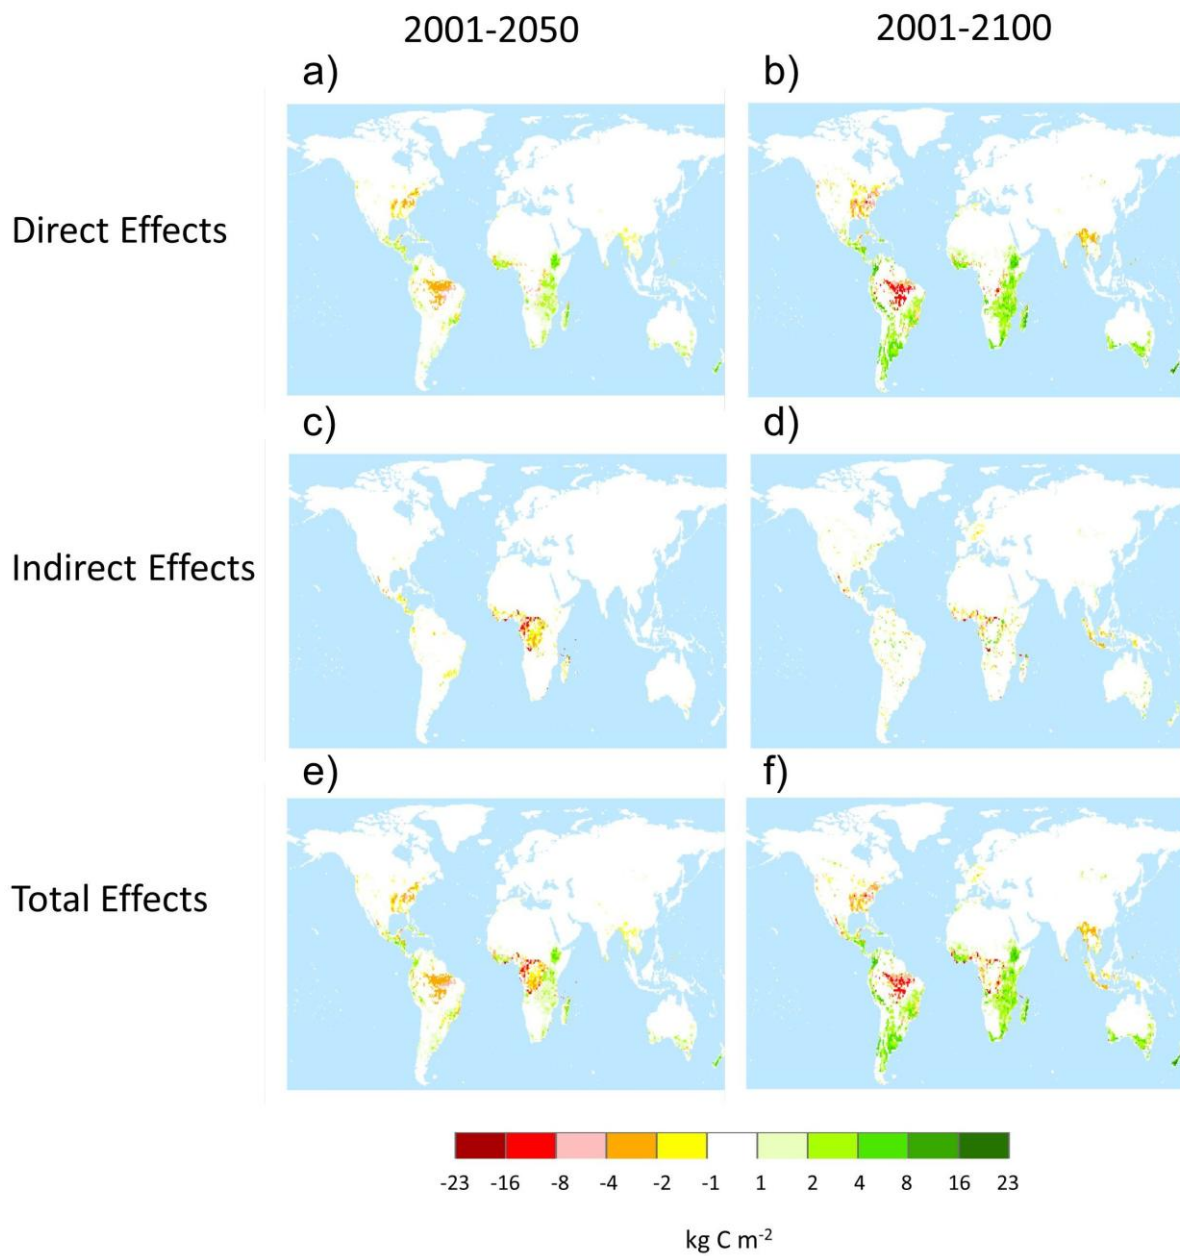 2001-2050
2001-2100
a)
b)
Direct Effects
c)
d)
Indirect Effects
e)
f)
Total Effects
-23 -16 -8 -4 -2 -1 1 2 4 8 16 23
kg C m⁻²